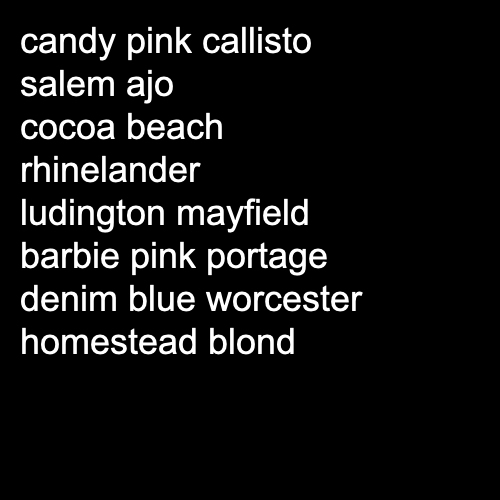 candy pink callisto
salem ajo
cocoa beach
rhinelander
ludington mayfield
barbie pink portage
denim blue worcester
homestead blond